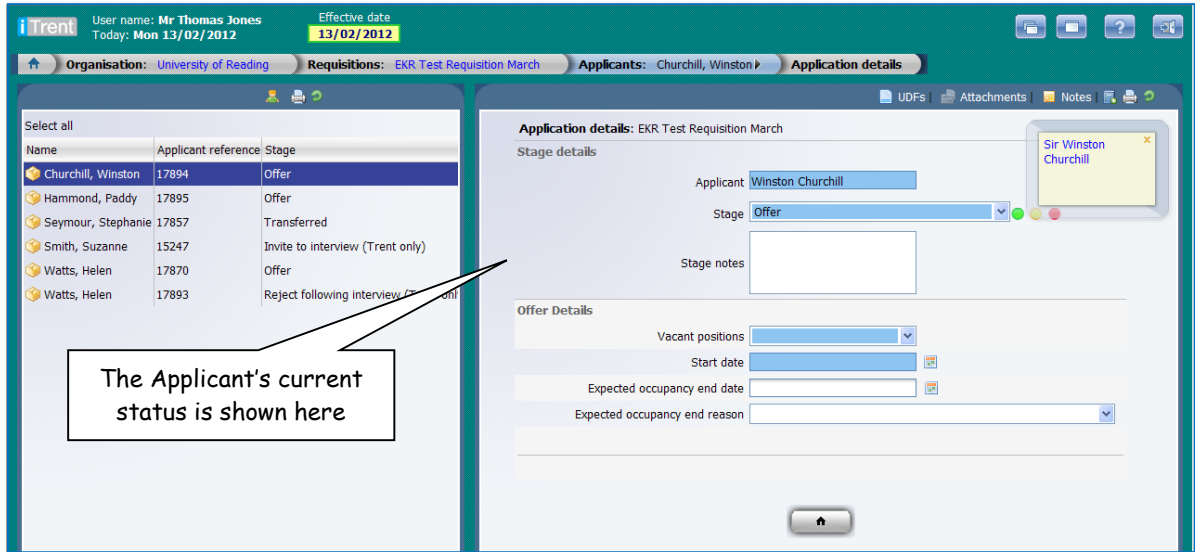 iTrent
User name: Mr Thomas Jones
Today: Mon 13/02/2012
Effective date
13/02/2012
Organisation: University of Reading
Requisitions: EKR Test Requisition March
Applicants: Churchill, Winston
Application details
UDFs | Attachments | Notes |
Select all
Name Applicant reference Stage
Churchill, Winston 17894 Offer
Hammond, Paddy 17895 Offer
Seymour, Stephanie 17857 Transferred
Smith, Suzanne 15247 Invite to interview (Trent only)
Watts, Helen 17870 Offer
Watts, Helen 17893 Reject following interview
The Applicant's current
status is shown here
Application details: EKR Test Requisition March
Sir Winston
Churchill
Stage details
Applicant Winston Churchill
Stage Offer
Stage notes
Offer Details
Vacant positions
Start date
Expected occupancy end date
Expected occupancy end reason